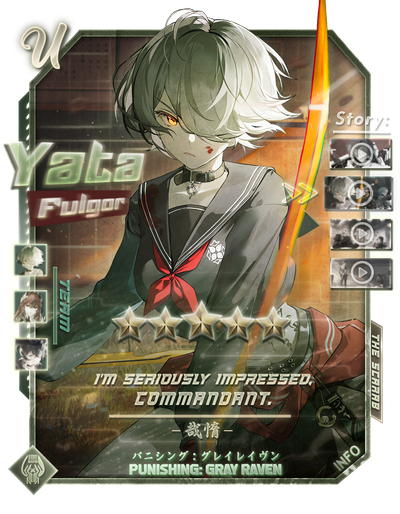 U
Story:
Yata
Fulgor
TEAM
I'M SERIOUSLY IMPRESSED,
COMMANDANT.
THE SCARAB
–哉惰–
パニシング：グレイレイヴン
PUNISHING: GRAY RAVEN
INFO